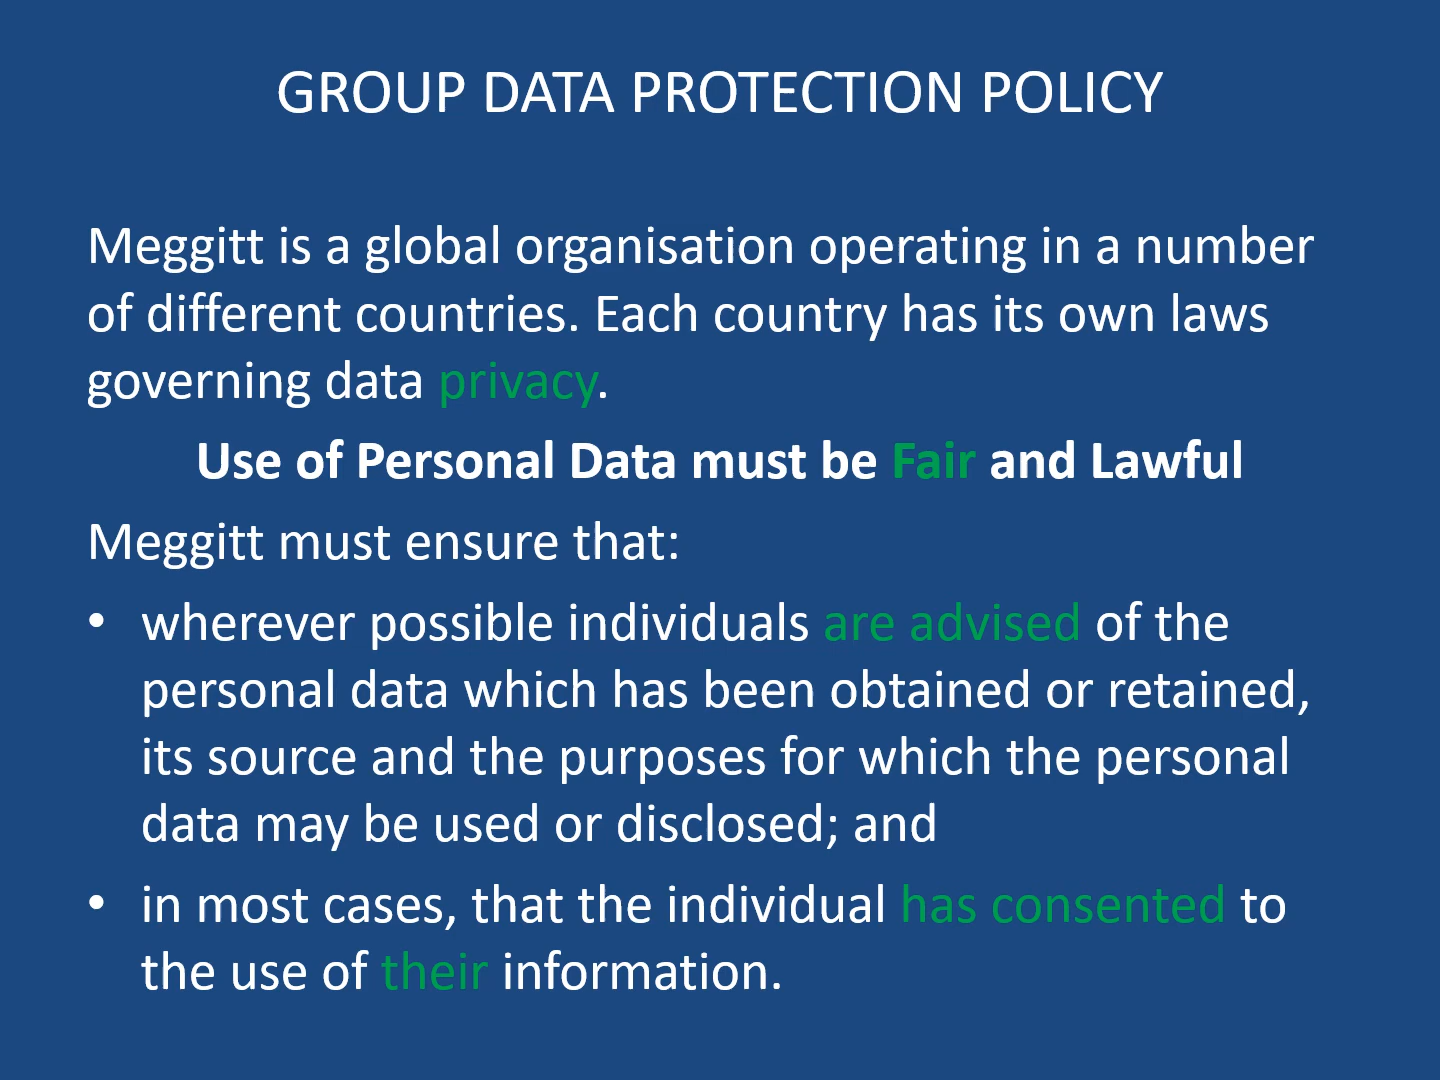 GROUP DATA PROTECTION POLICY
Meggitt is a global organisation operating in a number
of different countries. Each country has its own laws
governing data privacy.
Use of Personal Data must be Fair and Lawful
Meggitt must ensure that:
• wherever possible individuals are advised of the
personal data which has been obtained or retained,
its source and the purposes for which the personal
data may be used or disclosed; and
• in most cases, that the individual has consented to
the use of their information.